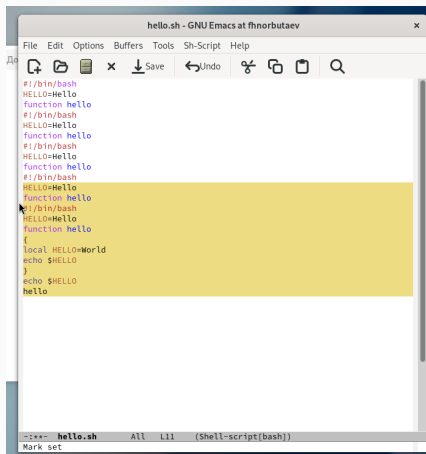 hello.sh - GNU Emacs at fhnorbutaev
File Edit Options Buffers Tools Sh-Script Help
Save Undo
До
#!/bin/bash
HELLO=Hello
function hello
#!/bin/bash
HELLO=Hello
function hello
#!/bin/bash
HELLO=Hello
function hello
#!/bin/bash
HELLO=Hello
function hello
#!/bin/bash
HELLO=Hello
function hello
{
local HELLO=World
echo $HELLO
}
echo $HELLO
hello
-:**- hello.sh All L11 (Shell-script[bash])
Mark set